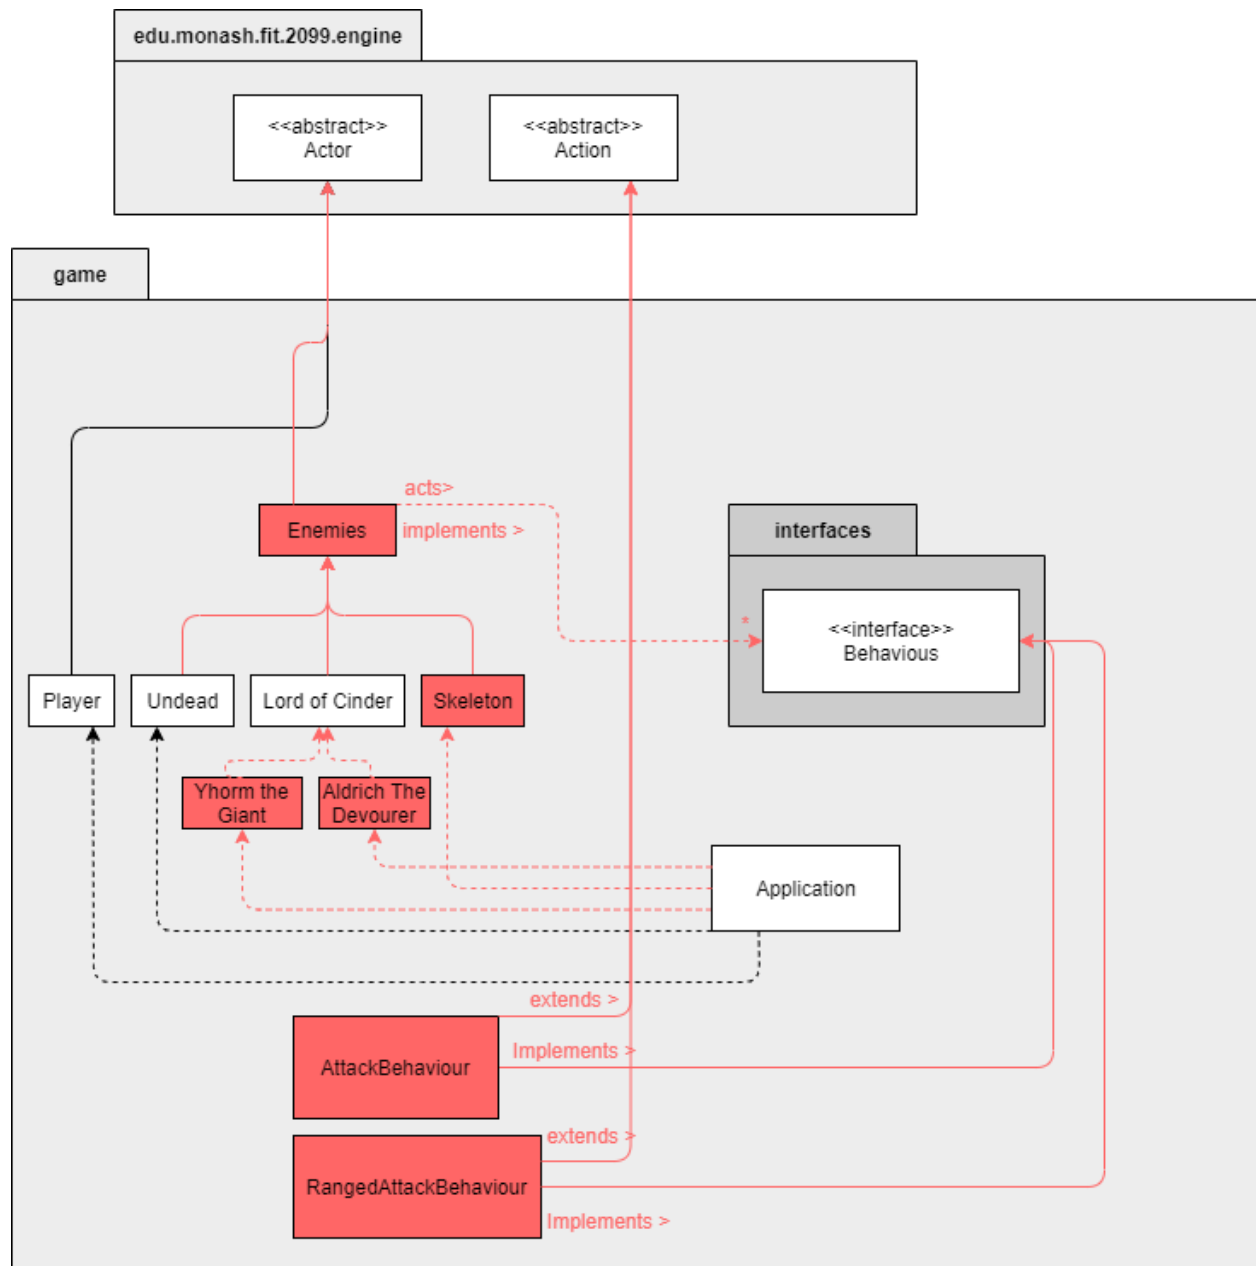 edu.monash.fit.2099.engine
<<abstract>>
Actor
<<abstract>>
Action
game
acts>
Enemies
implements >
interfaces
*
<<interface>>
Behavious
Player
Undead
Lord of Cinder
Skeleton
Yhorm the
Giant
Aldrich The
Devourer
Application
extends >
Implements >
AttackBehaviour
extends >
RangedAttackBehaviour
Implements >